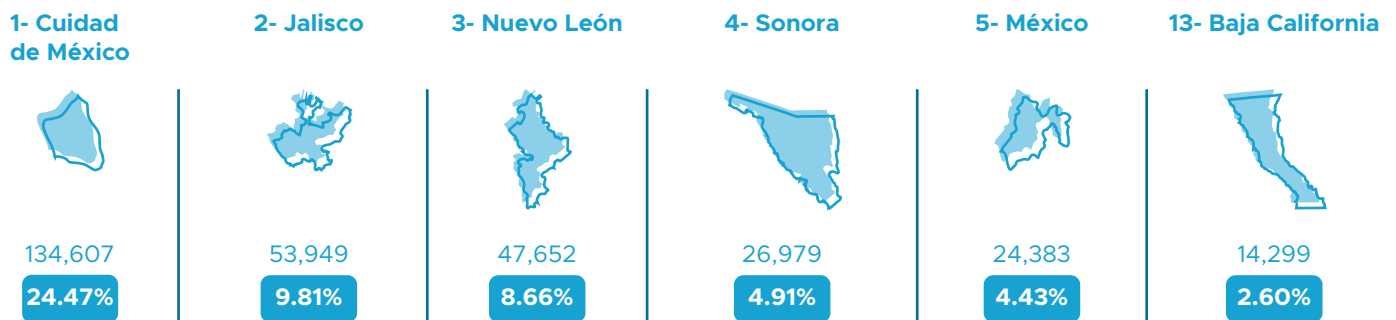 1- Cuidad
de México
2- Jalisco
3- Nuevo León
4- Sonora
5- México
13- Baja California
134,607
53,949
47,652
26,979
24,383
14,299
24.47%
9.81%
8.66%
4.91%
4.43%
2.60%